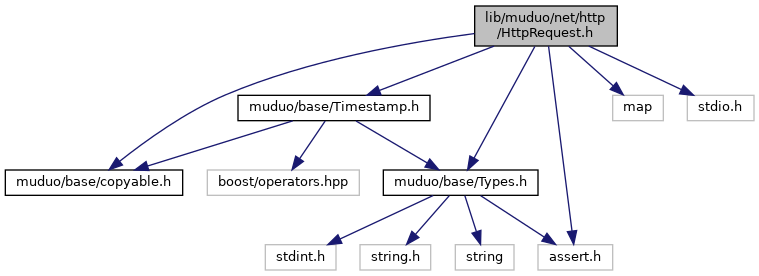 lib/muduo/net/http
/HttpRequest.h
muduo/base/Timestamp.h
map
stdio.h
muduo/base/copyable.h
boost/operators.hpp
muduo/base/Types.h
stdint.h
string.h
string
assert.h